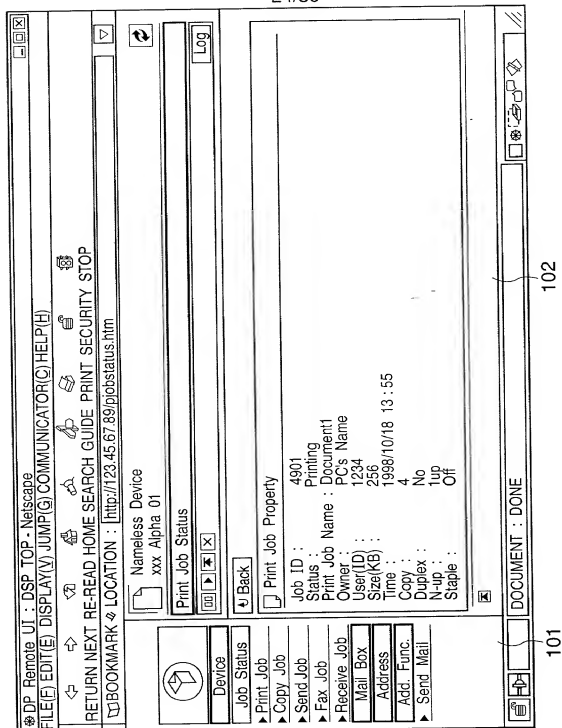 DP Remote UI : DSP TOP - Netscape
FILE(F) EDIT(E) DISPLAY(V) JUMP(G) COMMUNICATOR(C) HELP(H)
RETURN NEXT RE-READ HOME SEARCH GUIDE PRINT SECURITY STOP
BOOKMARK LOCATION : http://123.45.67.89/pjobstatus.htm
Device
Job Status
Print Job
Copy Job
Send Job
Fax Job
Receive Job
Mail Box
Address
Add. Func.
Send Mail
Nameless Device
xxx Alpha 01
Print Job Status
Log
Back
Print Job Property
Job ID : 4901
Status : Printing
Print Job Name : Document1
Owner : PC's Name
User(ID) : 1234
Size(KB) : 256
Time : 1998/10/18 13 : 55
Copy : 4
Duplex : No
N-up : 1up
Staple : Off
DOCUMENT : DONE
101
102